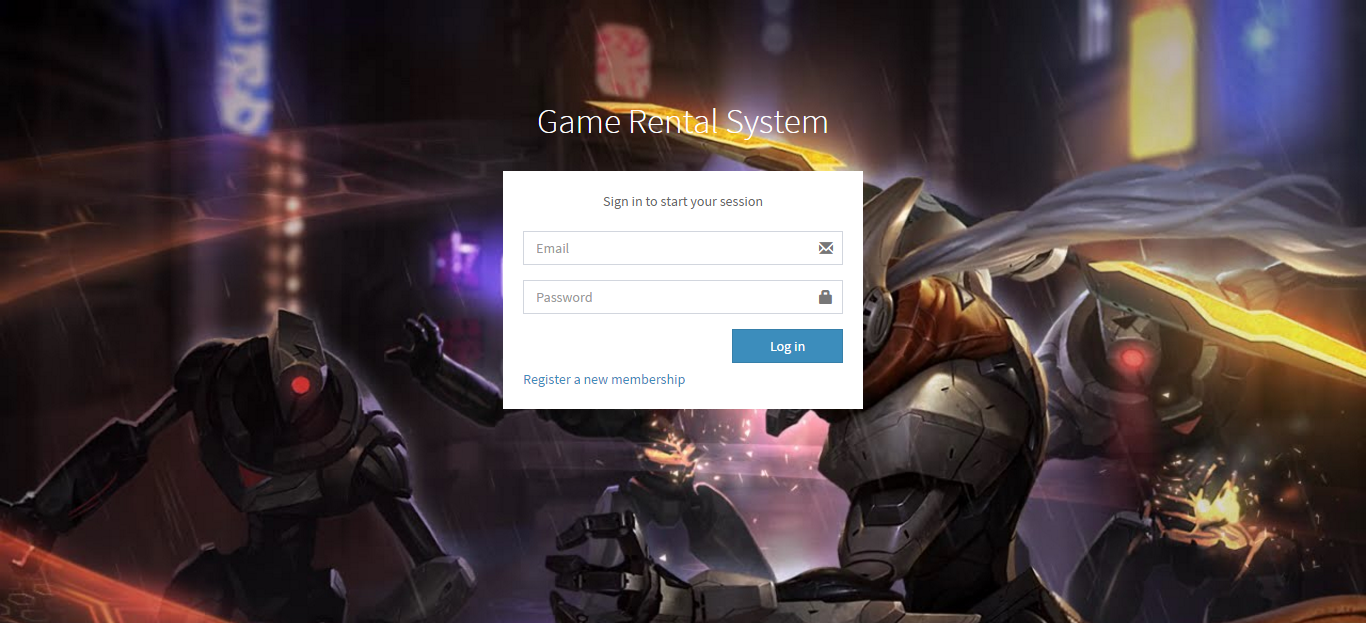 Game Rental System
Sign in to start your session
Email
Password
Log in
Register a new membership